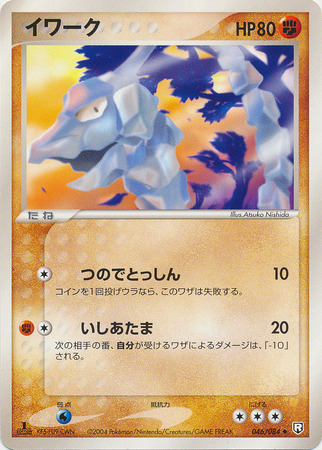 イワーク
HP80
たね
Illus.Atsuko Nishida
つのでとっしん
10
コインを1回投げウラなら、このワザは失敗する。
いしあたま
20
次の相手の番、自分が受けるワザによるダメージは、「-10」
される。
弱点
抵抗力
にげる
1
©2004 Pokémon/Nintendo/Creatures/GAME FREAK
046/084
R